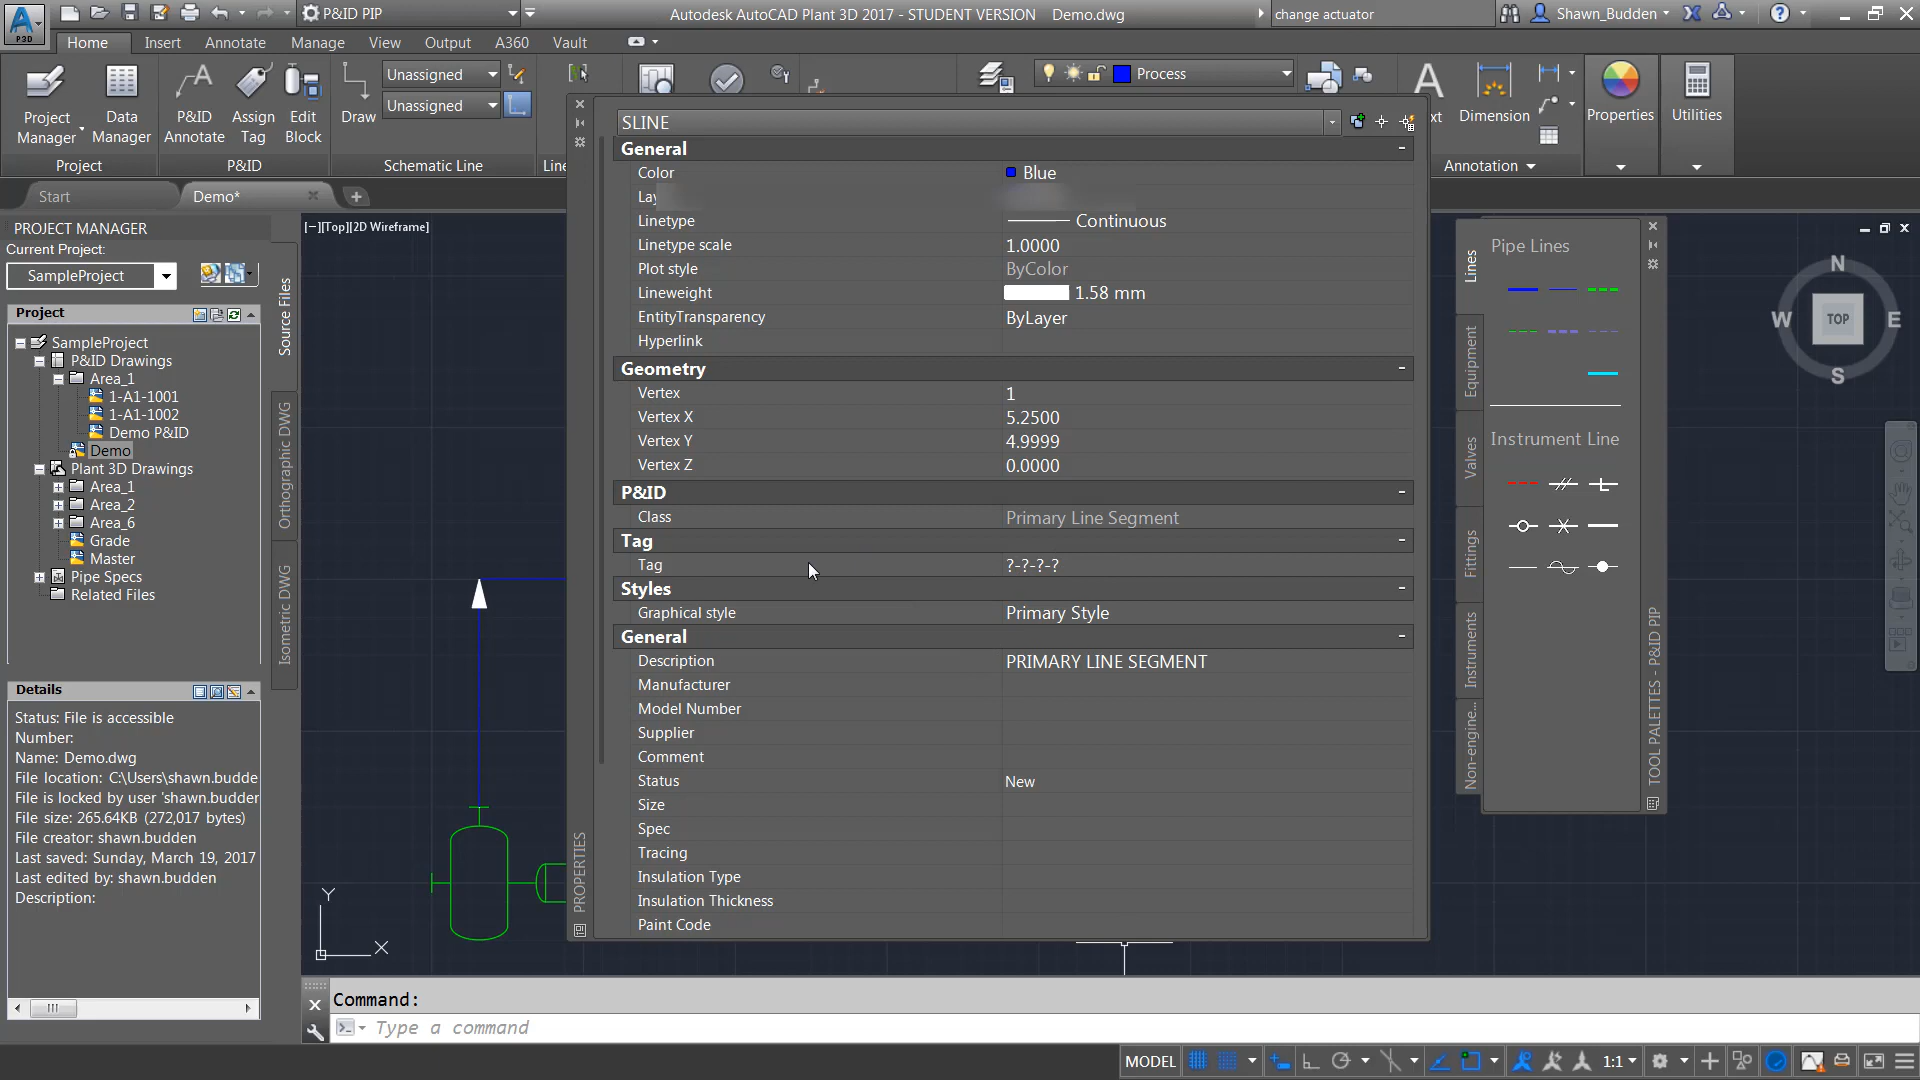 P3D
P&ID PIP
Autodesk AutoCAD Plant 3D 2017 - STUDENT VERSION Demo.dwg
change actuator
Shawn_Budden
Home Insert Annotate Manage View Output A360 Vault
Project Manager
Data Manager
Project
P&ID Annotate
Assign Tag
Edit Block
P&ID
Draw
Unassigned
Unassigned
Schematic Line
Process
Dimension
Annotation
Properties
Utilities
Start
Demo*
PROJECT MANAGER
Current Project:
SampleProject
Project
SampleProject
P&ID Drawings
Area_1
1-A1-1001
1-A1-1002
Demo P&ID
Demo
Plant 3D Drawings
Area_1
Area_2
Area_6
Grade
Master
Pipe Specs
Related Files
Source Files
Orthographic DWG
Isometric DWG
Details
Status: File is accessible
Number:
Name: Demo.dwg
File location: C:\Users\shawn.budde
File is locked by user 'shawn.budder
File size: 265.64KB (272,017 bytes)
File creator: shawn.budden
Last saved: Sunday, March 19, 2017
Last edited by: shawn.budden
Description:
[−][Top][2D Wireframe]
Y
X
SLINE
General
Color Blue
Linetype Continuous
Linetype scale 1.0000
Plot style ByColor
Lineweight 1.58 mm
EntityTransparency ByLayer
Hyperlink
Geometry
Vertex 1
Vertex X 5.2500
Vertex Y 4.9999
Vertex Z 0.0000
P&ID
Class Primary Line Segment
Tag
Tag ?-?-?-?
Styles
Graphical style Primary Style
General
Description PRIMARY LINE SEGMENT
Manufacturer
Model Number
Supplier
Comment
Status New
Size
Spec
Tracing
Insulation Type
Insulation Thickness
Paint Code
PROPERTIES
Lines
Equipment
Valves
Fittings
Instruments
Non-engine...
Pipe Lines
Instrument Line
TOOL PALETTES - P&ID PIP
N
W TOP E
S
Command:
Type a command
MODEL
1:1